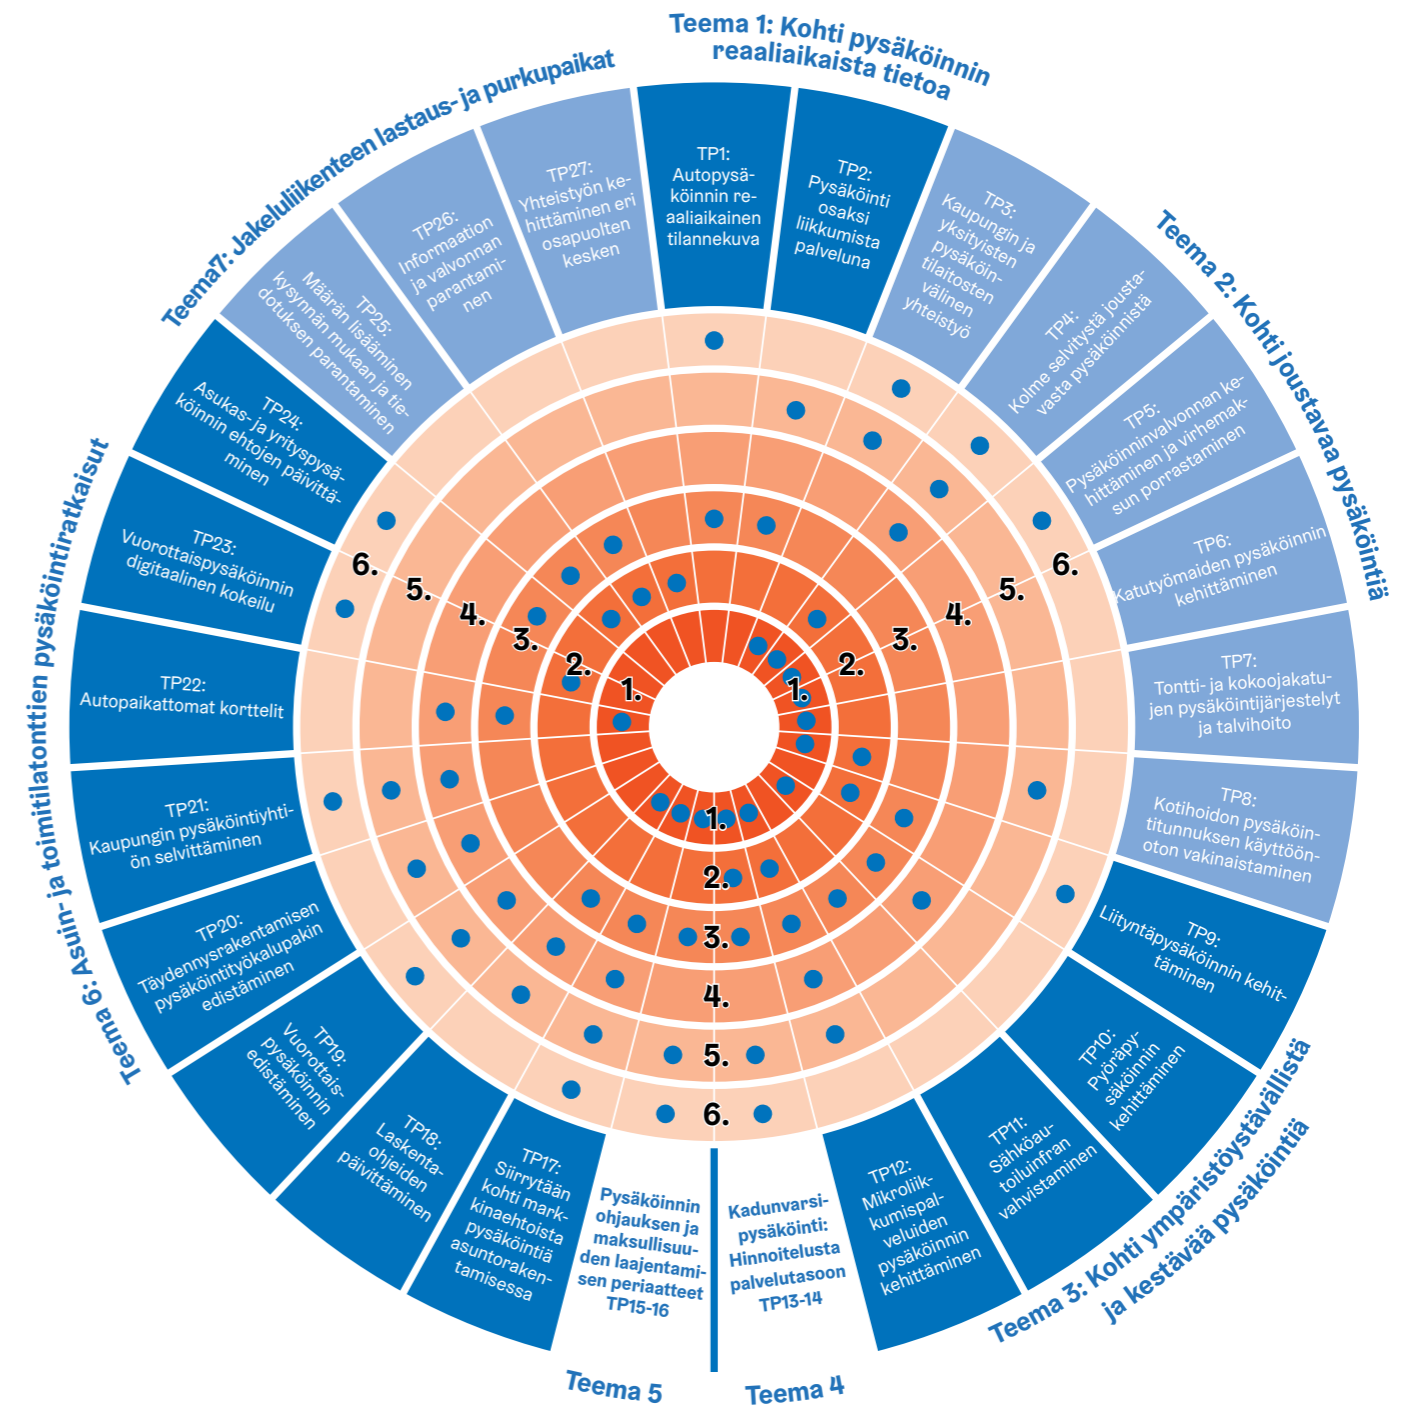 Teema 1: Kohti pysäköinnin
reaaliaikaista tietoa
TP1:
Autopysä-
köinnin re-
aaliaikainen
tilannekuva
TP2:
Pysäköinti
osaksi
liikkumista
palveluna
Teema 2: Kohti joustavaa pysäköintiä
TP3:
Kaupungin ja
yksityisten
pysäköin-
tilaitosten
välinen
yhteistyö
TP4:
Kolme selvitystä jousta-
vasta pysäköinnistä
TP5:
Pysäköinninvalvonnan ke-
hittäminen ja virhemak-
sun porrastaminen
TP6:
Katutyömaiden pysäköinnin
kehittäminen
TP7:
Tontti- ja kokoojakatu-
jen pysäköintijärjestelyt
ja talvihoito
TP8:
Kotihoidon pysäköin-
titunnuksen käyttöön-
oton vakinaistaminen
Teema 3: Kohti ympäristöystävällistä
ja kestävää pysäköintiä
TP9:
Liityntäpysäköinnin kehit-
täminen
TP10:
Pyöräpy-
säköinnin
kehittäminen
TP11:
Sähköau-
toiluinfran
vahvistaminen
TP12:
Mikroliik-
kumispal-
veluiden
pysäköinnin
kehittäminen
Teema 4
Kadunvarsi-
pysäköinti:
Hinnoitelusta
palvelutasoon
TP13-14
Teema 5
Pysäköinnin
ohjauksen ja
maksullisuu-
den laajentami-
sen periaatteet
TP15-16
Teema 6: Asuin- ja toimitilatonttien pysäköintiratkaisut
TP17:
Siirrytään
kohti mark-
kinaehtoista
pysäköintiä
asuntoraken-
tamisessa
TP18:
Laskenta-
ohjeiden
päivittäminen
TP19:
Vuorottais-
pysäköinnin
edistäminen
TP20:
Täydennysrakentamisen
pysäköintityökalupakin
edistäminen
TP21:
Kaupungin pysäköintiyhti-
ön selvittäminen
TP22:
Autopaikattomat korttelit
TP23:
Vuorottaispysäköinnin
digitaalinen kokeilu
TP24:
Asukas- ja yrityspysä-
köinnin ehtojen päivittä-
minen
Teema7: Jakeluliikenteen lastaus- ja purkupaikat
TP25:
Määrän lisääminen
kysynnän mukaan ja tie-
dotuksen parantaminen
TP26:
Informaation
ja valvonnan
parantami-
nen
TP27:
Yhteistyön ke-
hittäminen eri
osapuolten
kesken
6.
5.
4.
3.
2.
1.
1.
2.
3.
4.
5.
6.
1.
2.
3.
4.
5.
6.